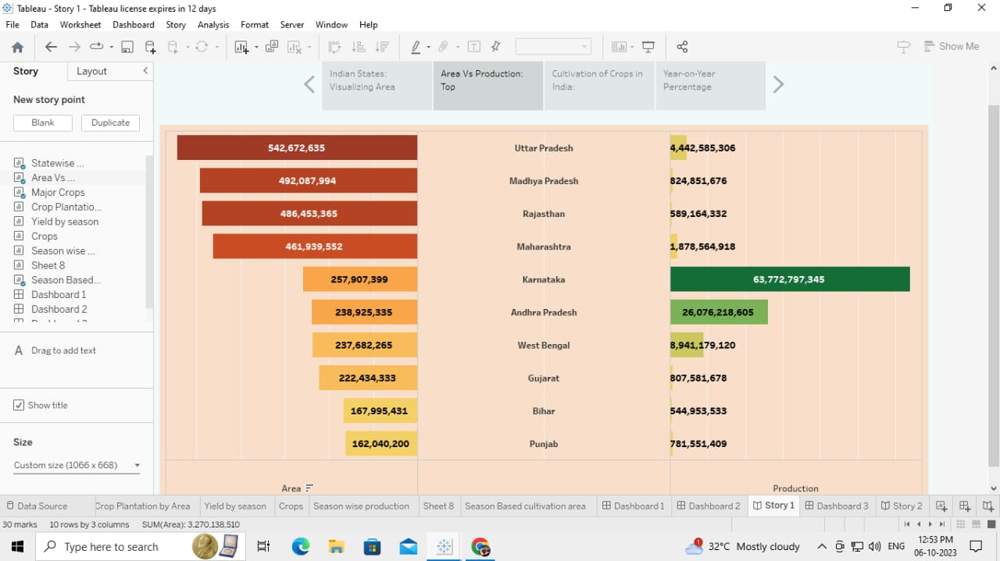 Tableau - Story 1 - Tableau license expires in 12 days
File Data Worksheet Dashboard Story Analysis Format Server Window Help
Show Me
Story Layout
New story point
Blank Duplicate
Statewise ...
Area Vs ...
Major Crops
Crop Plantatio...
Yield by season
Crops
Season wise ...
Sheet 8
Season Based...
Dashboard 1
Dashboard 2
A Drag to add text
Show title
Size
Custom size (1066 x 668)
Indian States:
Visualizing Area
Area Vs Production:
Top
Cultivation of Crops in
India:
Year-on-Year
Percentage
542,672,635 Uttar Pradesh 4,442,585,306
492,087,994 Madhya Pradesh 824,851,676
486,453,365 Rajasthan 589,164,332
461,939,552 Maharashtra 1,878,564,918
257,907,399 Karnataka 63,772,797,345
238,925,335 Andhra Pradesh 26,076,218,605
237,682,265 West Bengal 8,941,179,120
222,434,333 Gujarat 807,581,678
167,995,431 Bihar 544,953,533
162,040,200 Punjab 781,551,409
Area Production
Data Source Crop Plantation by Area Yield by season Crops Season wise production Sheet 8 Season Based cultivation area Dashboard 1 Dashboard 2 Story 1 Dashboard 3 Story 2
30 marks 10 rows by 3 columns SUM(Area): 3,270,138,510
Type here to search 1 32°C Mostly cloudy ENG 12:53 PM
06-10-2023